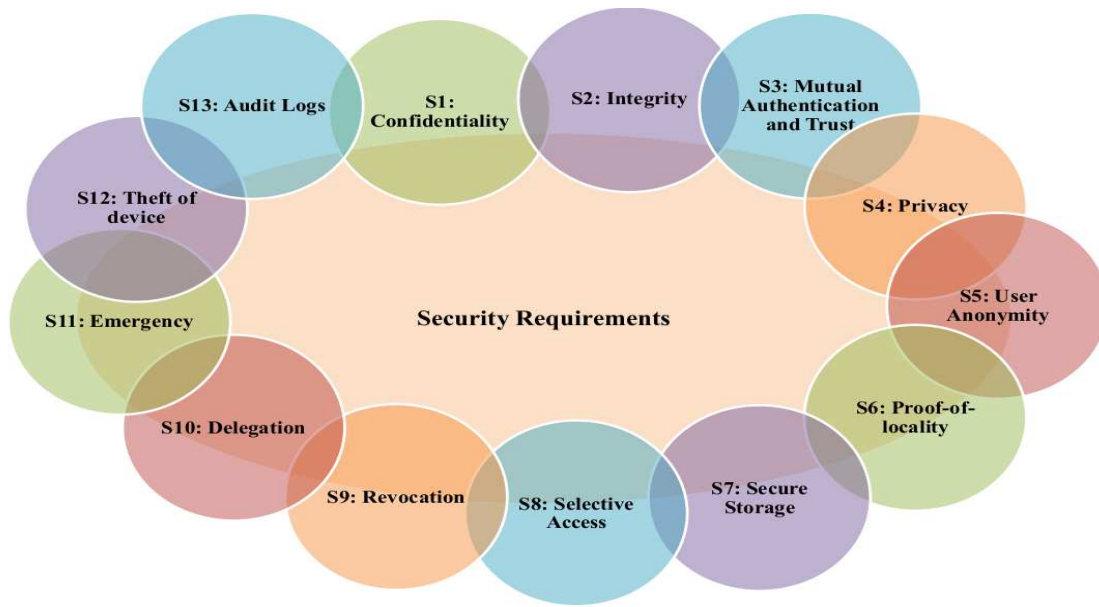 S1:
Confidentiality
S2: Integrity
S3: Mutual
Authentication
and Trust
S4: Privacy
S5: User
Anonymity
S6: Proof-of-
locality
S7: Secure
Storage
S8: Selective
Access
S9: Revocation
S10: Delegation
S11: Emergency
S12: Theft of
device
S13: Audit Logs
Security Requirements